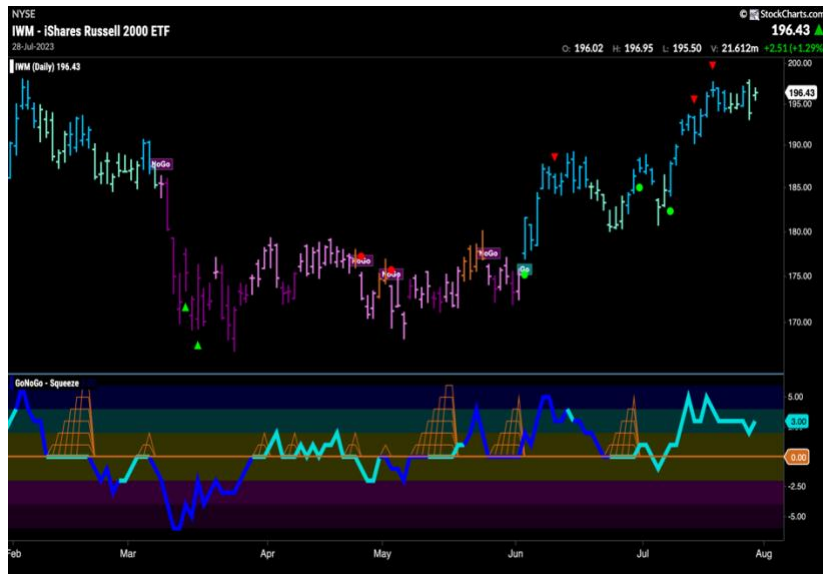 NYSE
© StockCharts.com
IWM - iShares Russell 2000 ETF
196.43
28-Jul-2023
O: 196.02 H: 196.95 L: 195.50 V: 21.612m +2.51 (+1.29%
IWM (Daily) 196.43
200.00
196.43
195.00
190.00
NoGo
185.00
180.00
NoGo
NoGo
NoGo
Go
175.00
170.00
GoNoGo - Squeeze
5.00
3.00
0.00
-2.50
-5.00
Feb Mar Apr May Jun Jul Aug